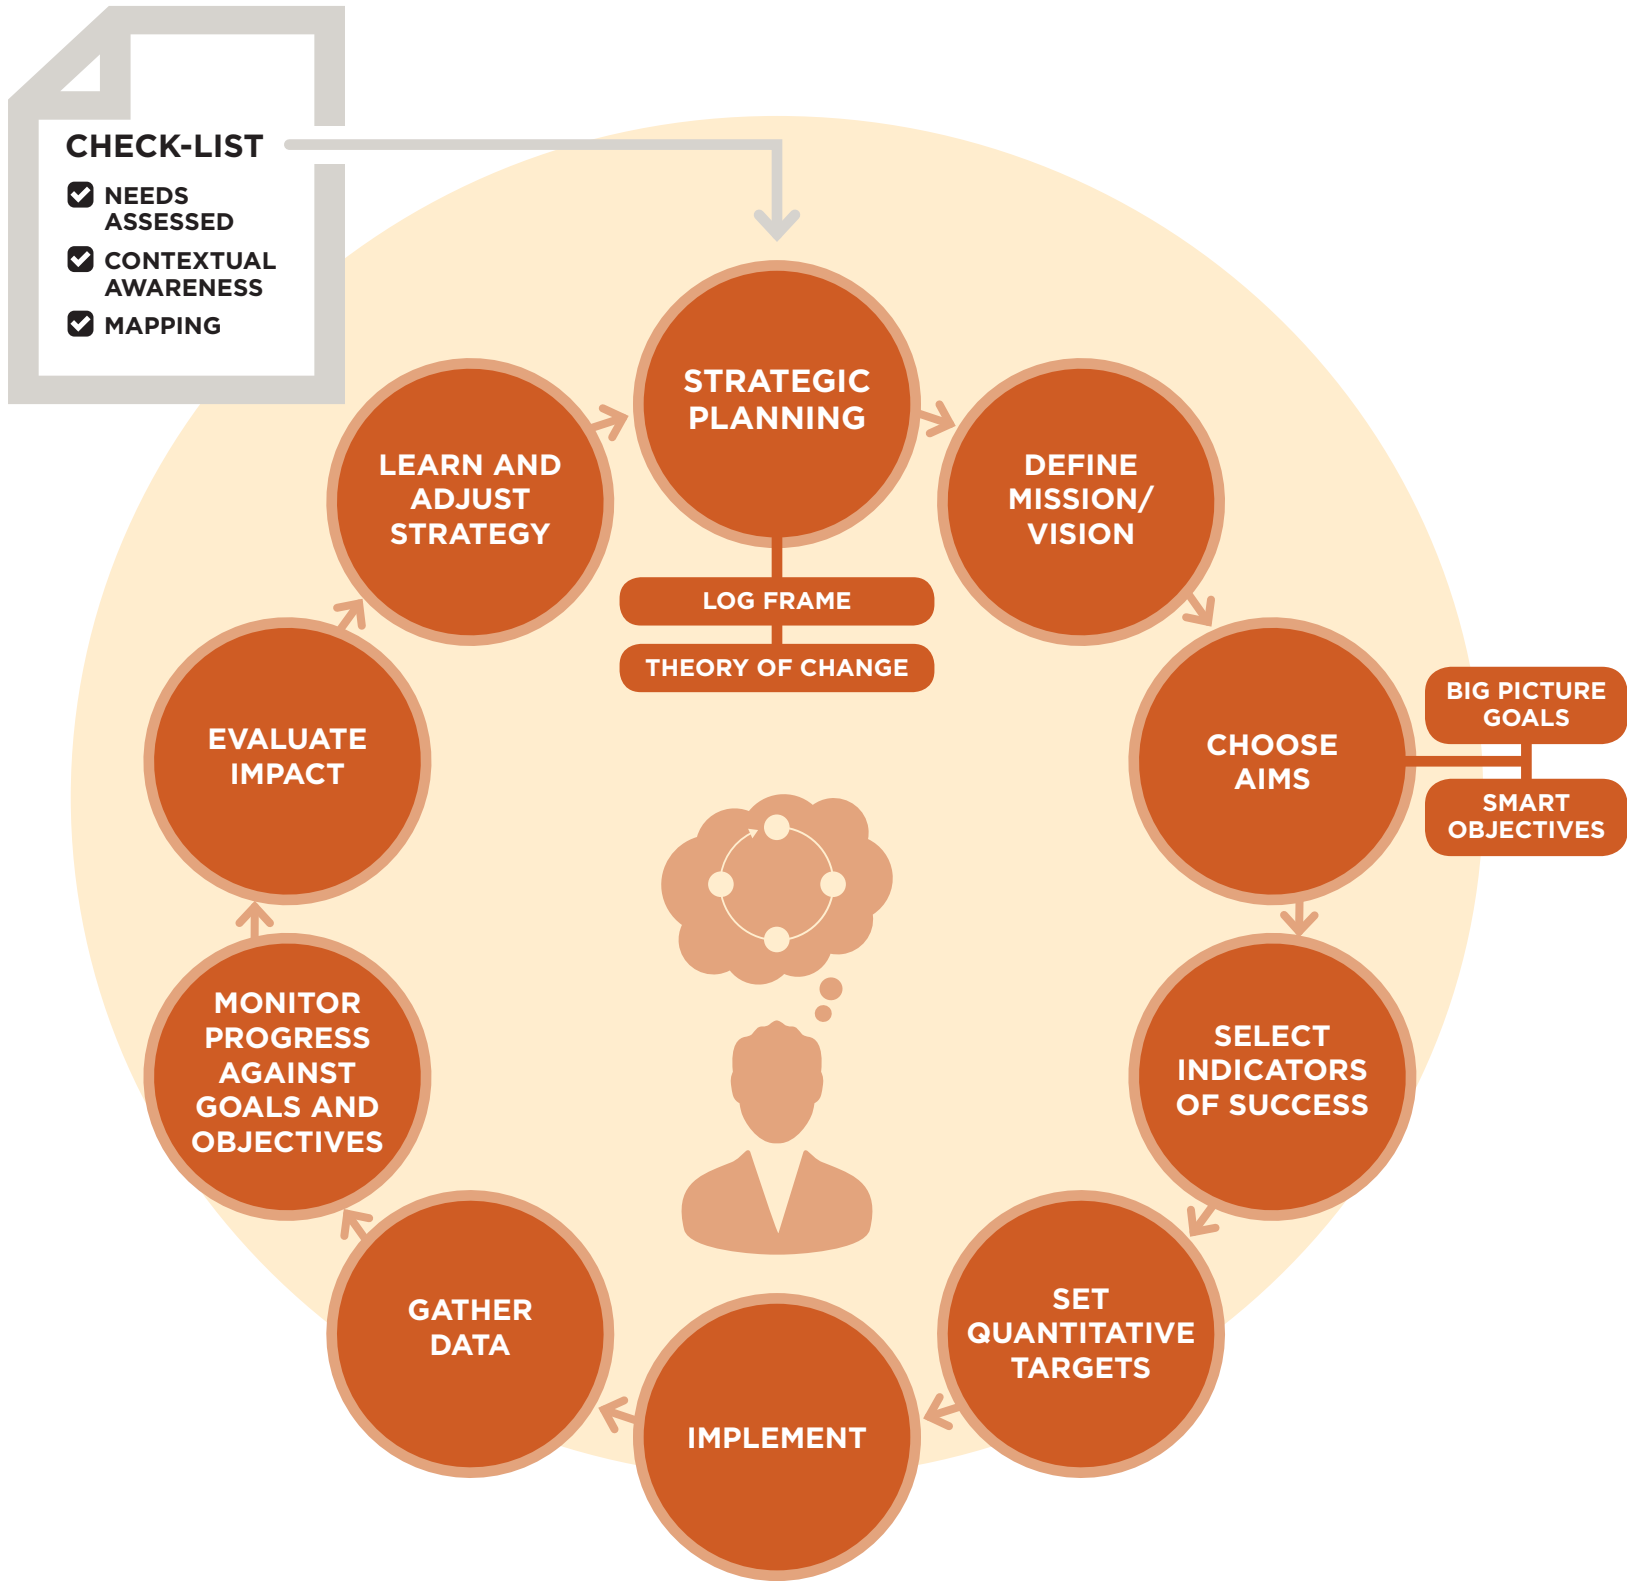 CHECK-LIST
NEEDS
ASSESSED
CONTEXTUAL
AWARENESS
MAPPING
STRATEGIC
PLANNING
LOG FRAME
THEORY OF CHANGE
DEFINE
MISSION/
VISION
CHOOSE
AIMS
BIG PICTURE
GOALS
SMART
OBJECTIVES
SELECT
INDICATORS
OF SUCCESS
SET
QUANTITATIVE
TARGETS
IMPLEMENT
GATHER
DATA
MONITOR
PROGRESS
AGAINST
GOALS AND
OBJECTIVES
EVALUATE
IMPACT
LEARN AND
ADJUST
STRATEGY